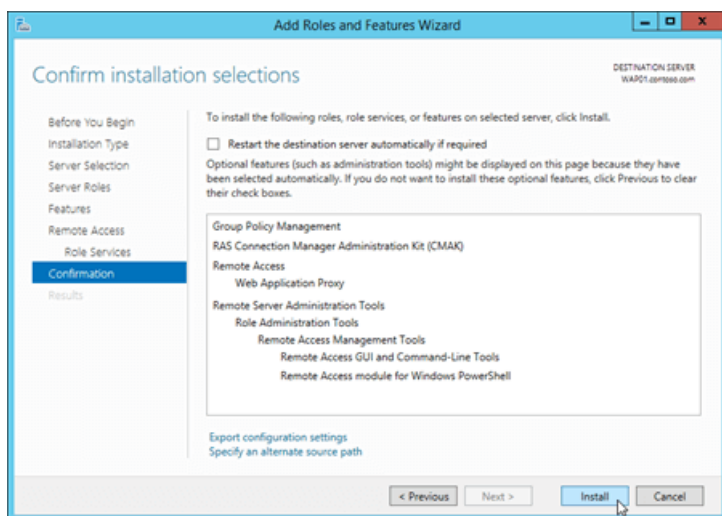 Add Roles and Features Wizard
Confirm installation selections
DESTINATION SERVER
WAP01.contoso.com
Before You Begin
Installation Type
Server Selection
Server Roles
Features
Remote Access
Role Services
Confirmation
Results
To install the following roles, role services, or features on selected server, click Install.
Restart the destination server automatically if required
Optional features (such as administration tools) might be displayed on this page because they have
been selected automatically. If you do not want to install these optional features, click Previous to clear
their check boxes.
Group Policy Management
RAS Connection Manager Administration Kit (CMAK)
Remote Access
Web Application Proxy
Remote Server Administration Tools
Role Administration Tools
Remote Access Management Tools
Remote Access GUI and Command-Line Tools
Remote Access module for Windows PowerShell
Export configuration settings
Specify an alternate source path
< Previous
Next >
Install
Cancel